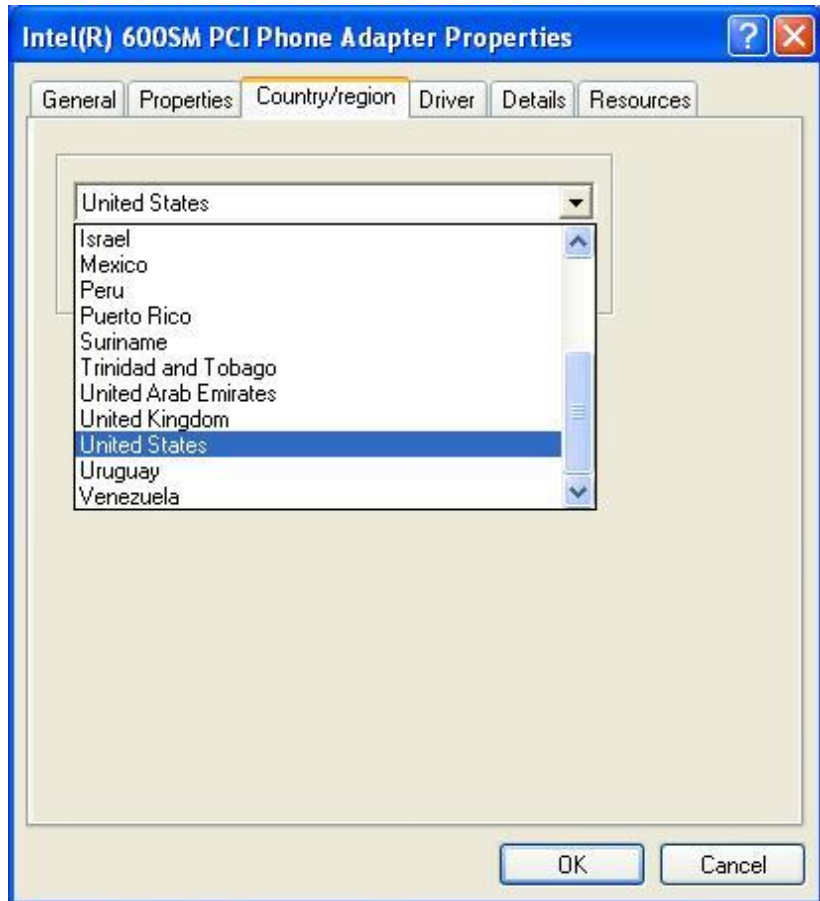 Intel(R) 600SM PCI Phone Adapter Properties
General Properties Country/region Driver Details Resources
United States
Israel
Mexico
Peru
Puerto Rico
Suriname
Trinidad and Tobago
United Arab Emirates
United Kingdom
United States
Uruguay
Venezuela
OK Cancel